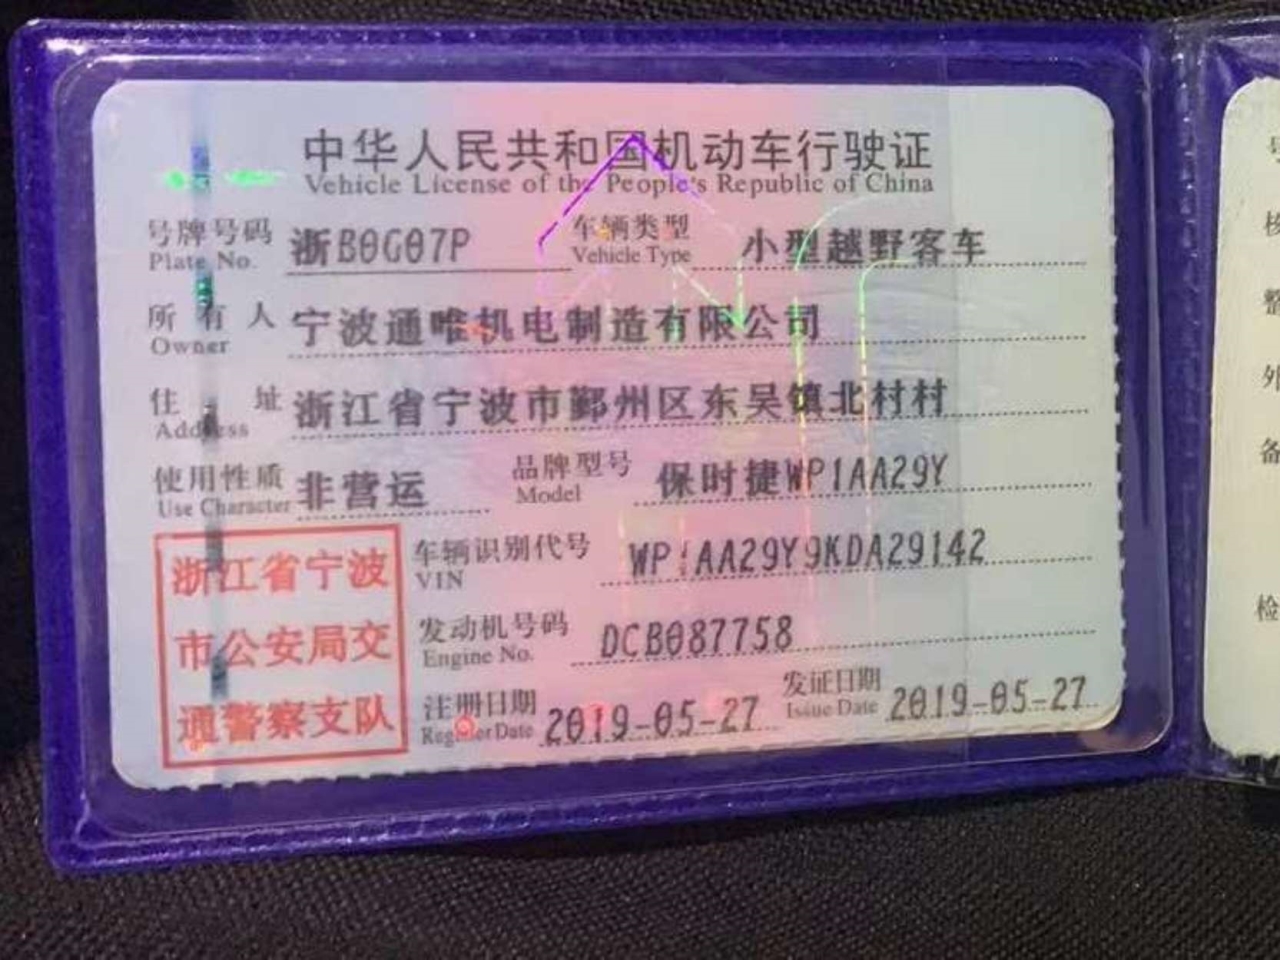 中华人民共和国机动车行驶证
Vehicle License of the People's Republic of China
号牌号码 浙B0G07P 车辆类型 小型越野客车
Plate No. Vehicle Type
所有人 宁波通唯机电制造有限公司
Owner
住址 浙江省宁波市鄞州区东吴镇北村村
Address
使用性质 非营运 品牌型号 保时捷WP1AA29Y
Use Character Model
浙江省宁波
市公安局交
通警察支队
车辆识别代号 WP1AA29Y9KDA29142
VIN
发动机号码 DCB087758
Engine No.
注册日期 2019-05-27 发证日期 2019-05-27
Register Date Issue Date
核
整
外
备
检